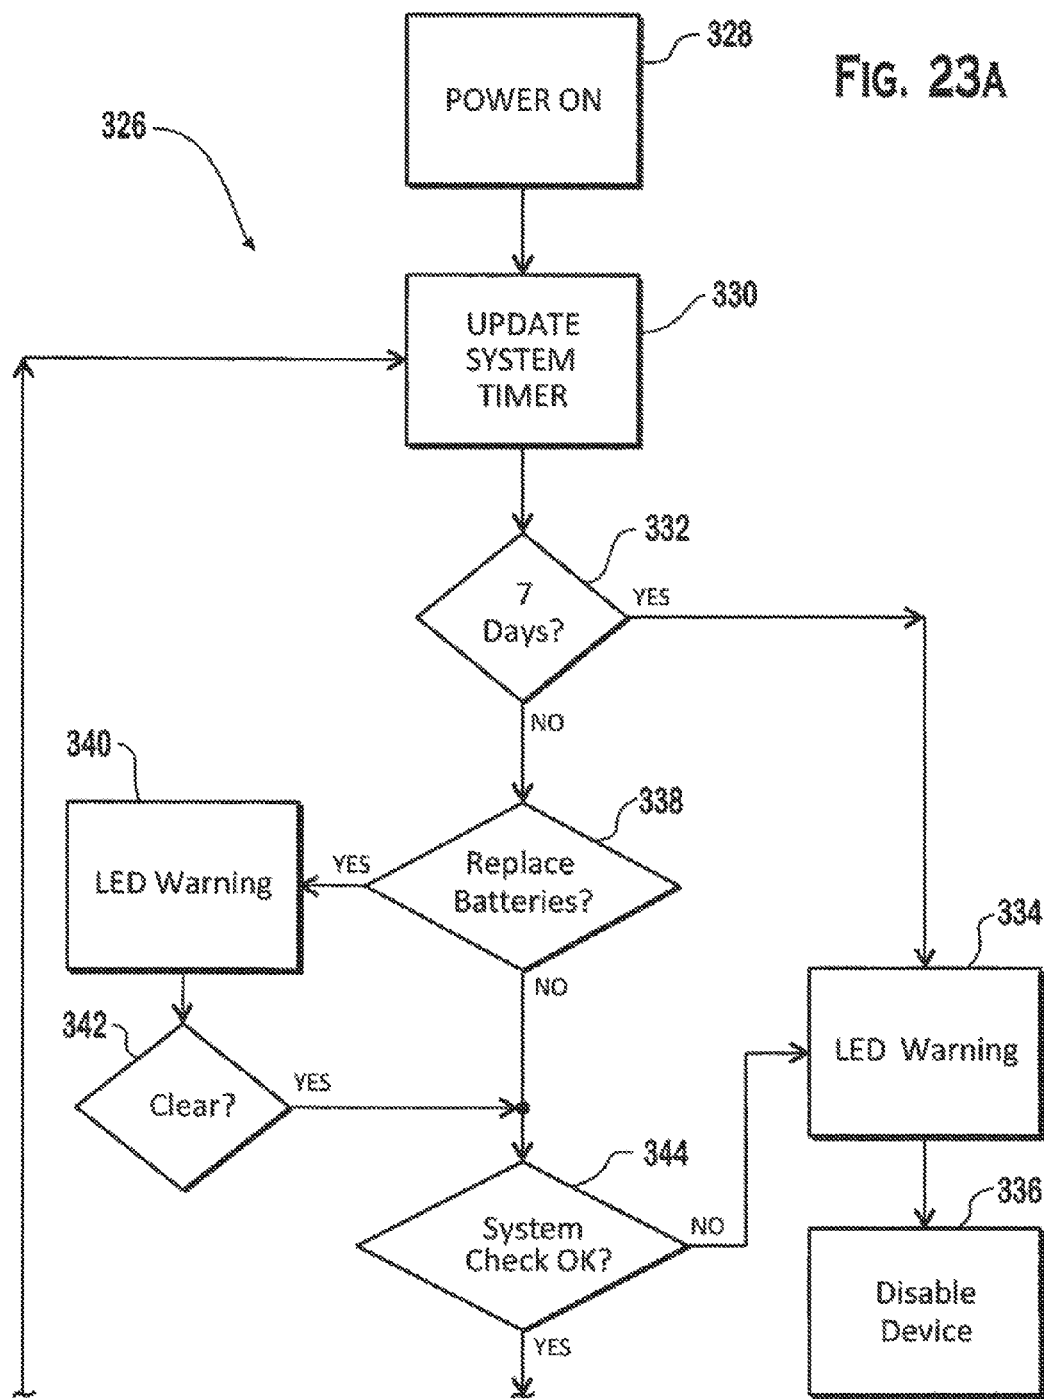 FIG. 23A
328
POWER ON
326
330
UPDATE
SYSTEM
TIMER
332
7
Days?
YES
NO
340
338
LED Warning
YES
Replace
Batteries?
NO
334
LED Warning
342
Clear?
YES
344
System
Check OK?
NO
YES
336
Disable
Device